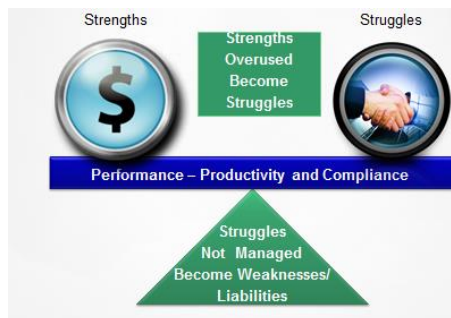 Strengths
Struggles
Strengths
Overused
Become
Struggles
$
Performance – Productivity and Compliance
Struggles
Not Managed
Become Weaknesses/
Liabilities